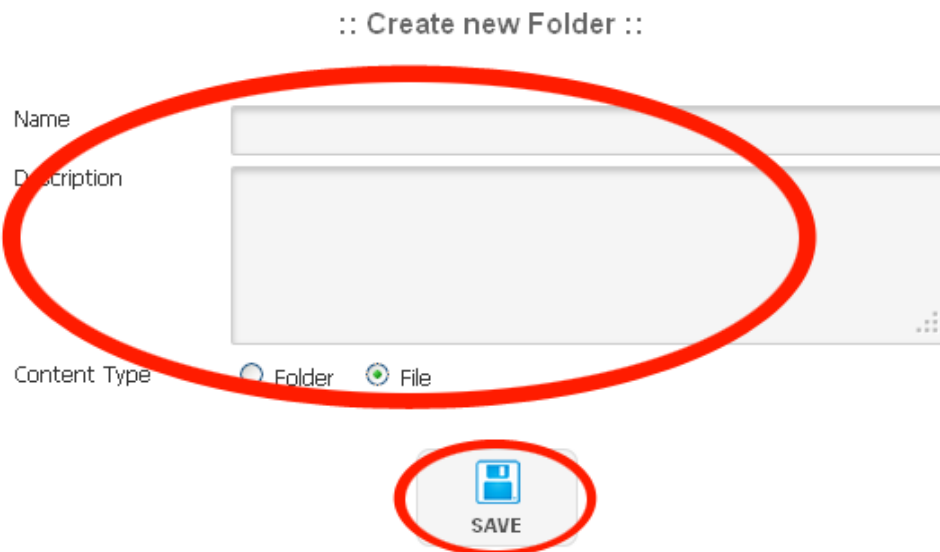 :: Create new Folder ::
Name
Description
Content Type Folder File
SAVE